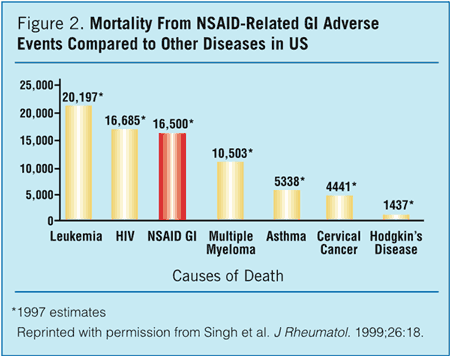 Figure 2. Mortality From NSAID-Related GI Adverse
Events Compared to Other Diseases in US
25,000
20,000
15,000
10,000
5,000
0
20,197*
16,685*
16,500*
10,503*
5338*
4441*
1437*
Leukemia HIV NSAID GI Multiple Myeloma Asthma Cervical Cancer Hodgkin's Disease
Causes of Death
*1997 estimates
Reprinted with permission from Singh et al. J Rheumatol. 1999;26:18.